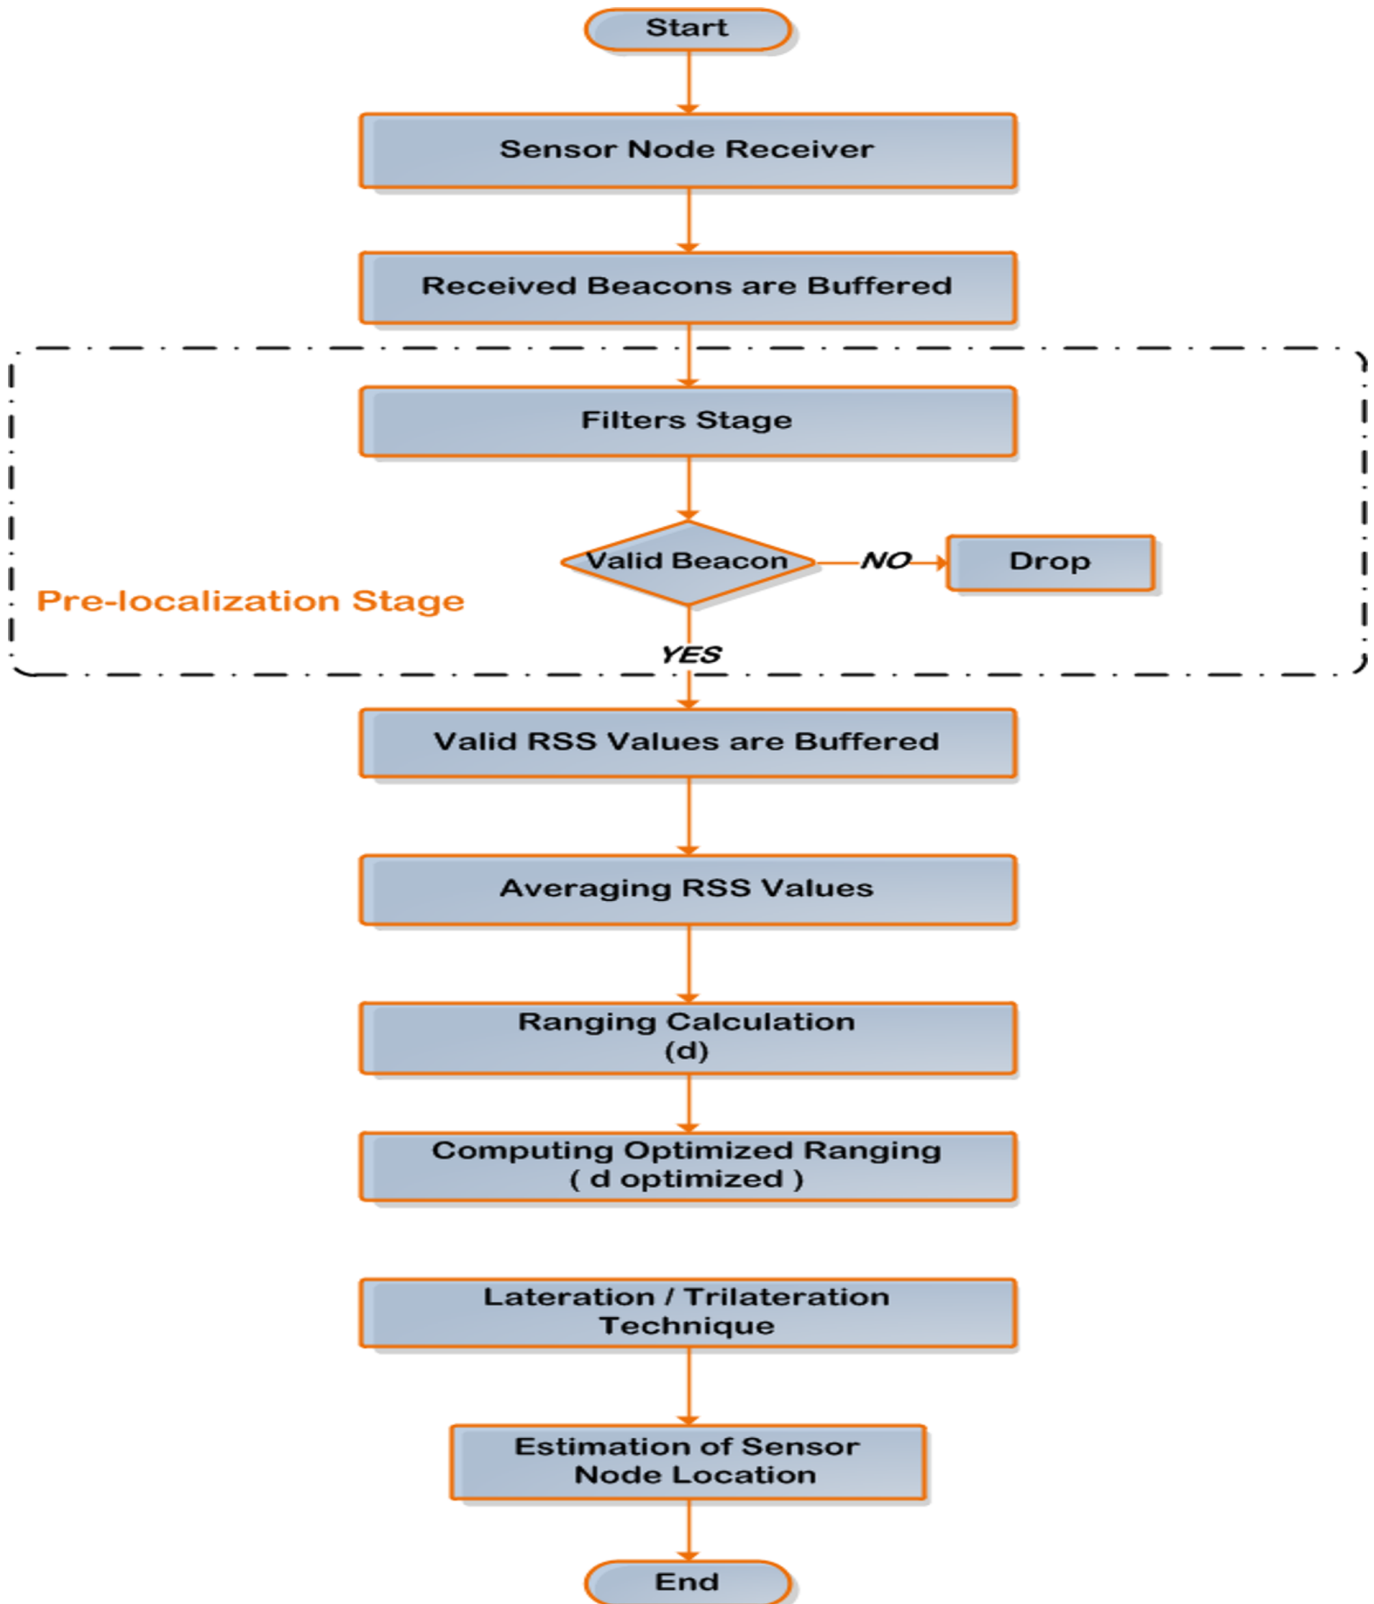 Start
Sensor Node Receiver
Received Beacons are Buffered
Filters Stage
Valid Beacon
NO
Drop
Pre-localization Stage
YES
Valid RSS Values are Buffered
Averaging RSS Values
Ranging Calculation
(d)
Computing Optimized Ranging
( d optimized )
Lateration / Trilateration
Technique
Estimation of Sensor
Node Location
End